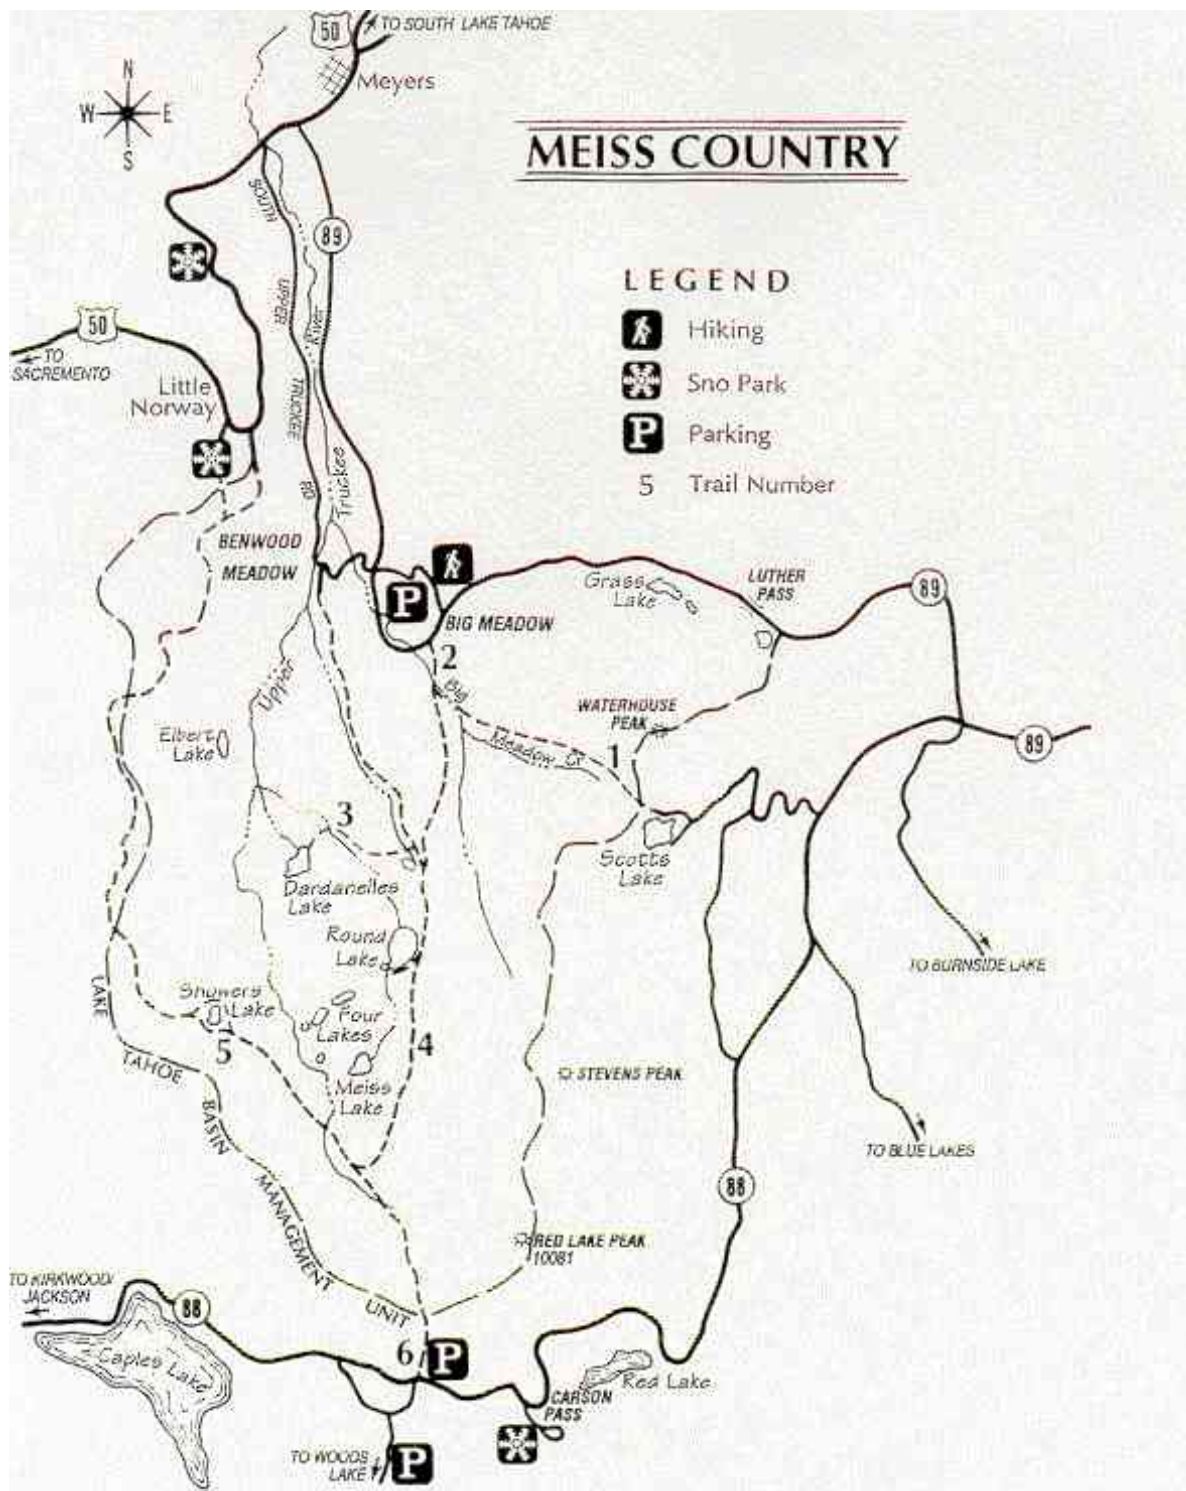 50
TO SOUTH LAKE TAHOE
Meyers
N
W E
S
MEISS COUNTRY
SOUTH
89
LEGEND
Hiking
Sno Park
P Parking
5 Trail Number
UPPER
River
50
TO
SACREMENTO
Little
Norway
TRUCKEE
RD
Truckee
BENWOOD
MEADOW
P
BIG MEADOW
Grass
Lake
LUTHER
PASS
89
2
Upper
Big
Meadow Cr
1
WATERHOUSE
PEAK
89
Elbert
Lake
3
Dardanelles
Lake
Scotts
Lake
Round
Lake
TO BURNSIDE LAKE
Showers
Lake
5
Four
Lakes
4
Meiss
Lake
STEVENS PEAK
TO BLUE LAKES
LAKE
TAHOE
BASIN
MANAGEMENT
UNIT
88
RED LAKE PEAK
10081
TO KIRKWOOD/
JACKSON
88
Caples Lake
6 P
Red Lake
CARSON
PASS
TO WOODS
LAKE
P